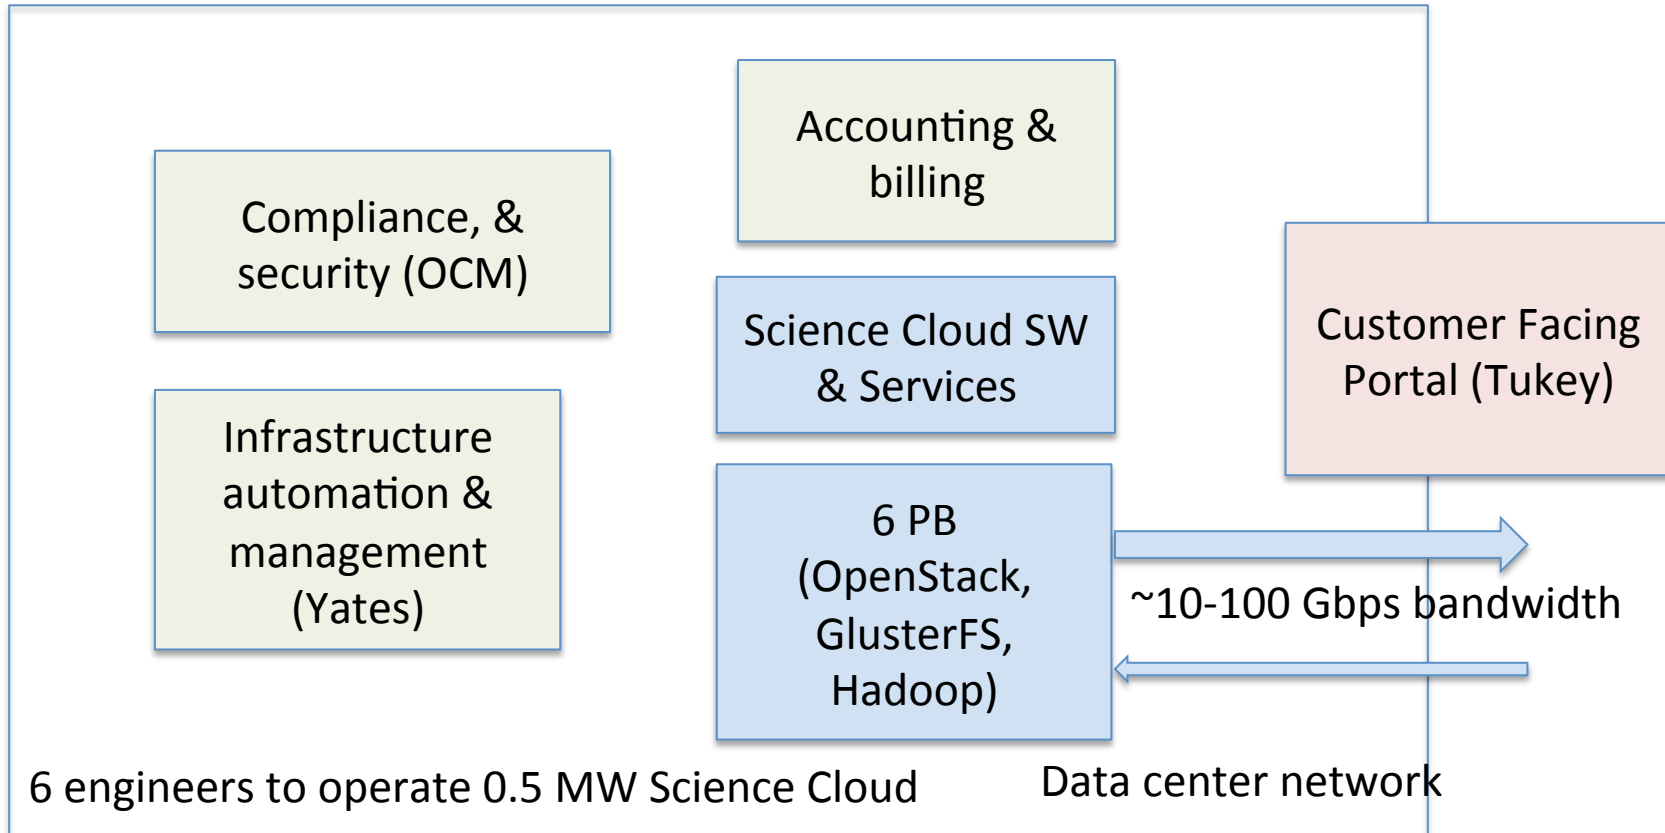 Accounting &
billing
Compliance, &
security (OCM)
Science Cloud SW
& Services
Customer Facing
Portal (Tukey)
Infrastructure
automation &
management
(Yates)
6 PB
(OpenStack,
GlusterFS,
Hadoop)
~10-100 Gbps bandwidth
6 engineers to operate 0.5 MW Science Cloud
Data center network